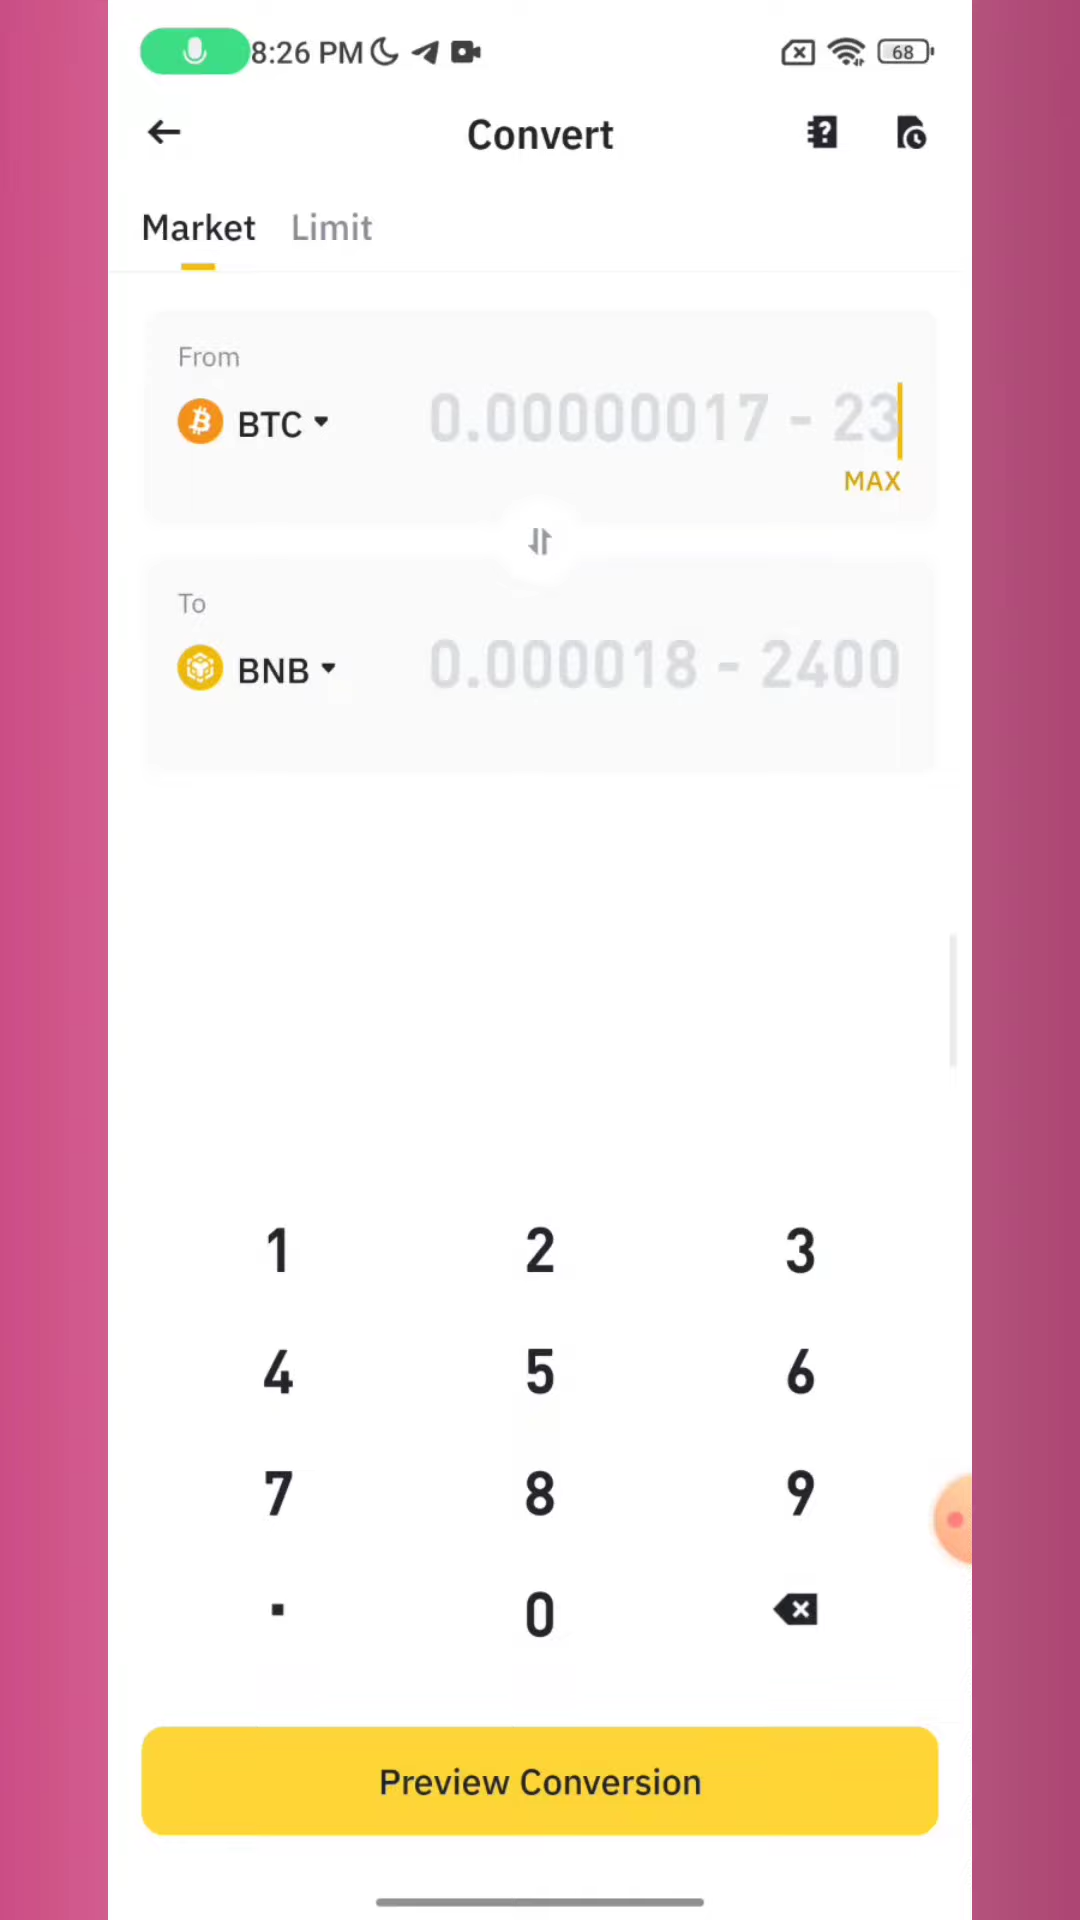 8:26 PM
68
Convert
Market Limit
From
BTC 0.00000017 - 23
MAX
To
BNB 0.000018 - 2400
1 2 3
4 5 6
7 8 9
. 0
Preview Conversion